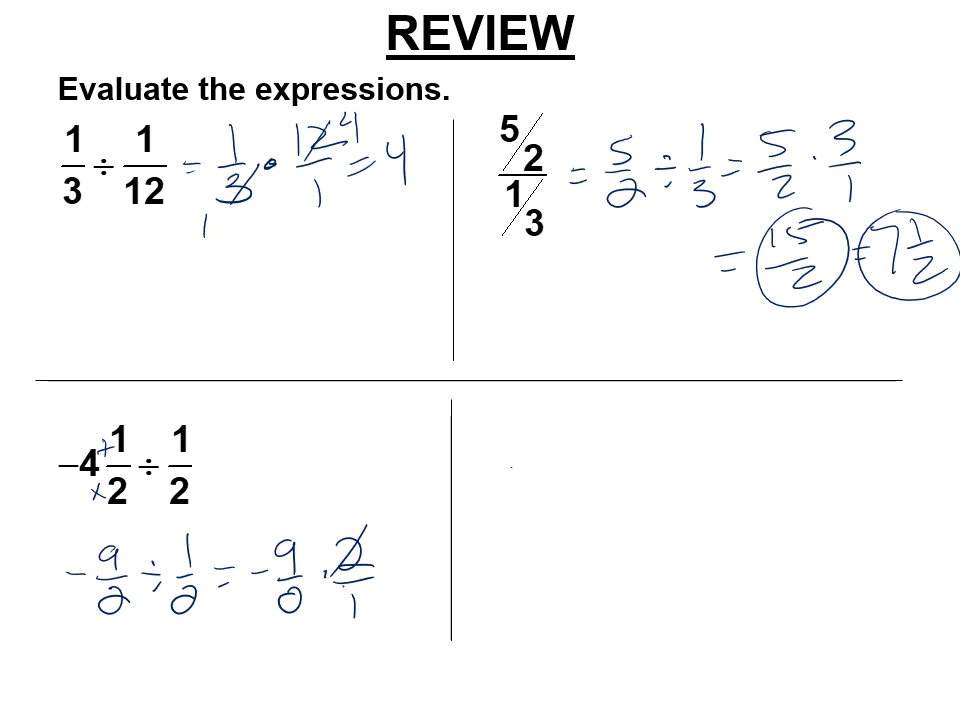 REVIEW
Evaluate the expressions.
1/3 ÷ 1/12 = 1/3 · 12/1 = 4
1 4
5/2 / 1/3 = 5/2 ÷ 1/3 = 5/2 · 3/1
= 15/2 = 7 1/2
−4 1/2 ÷ 1/2
+ ×
-9/2 ÷ 1/2 = -9/2 · 2/1